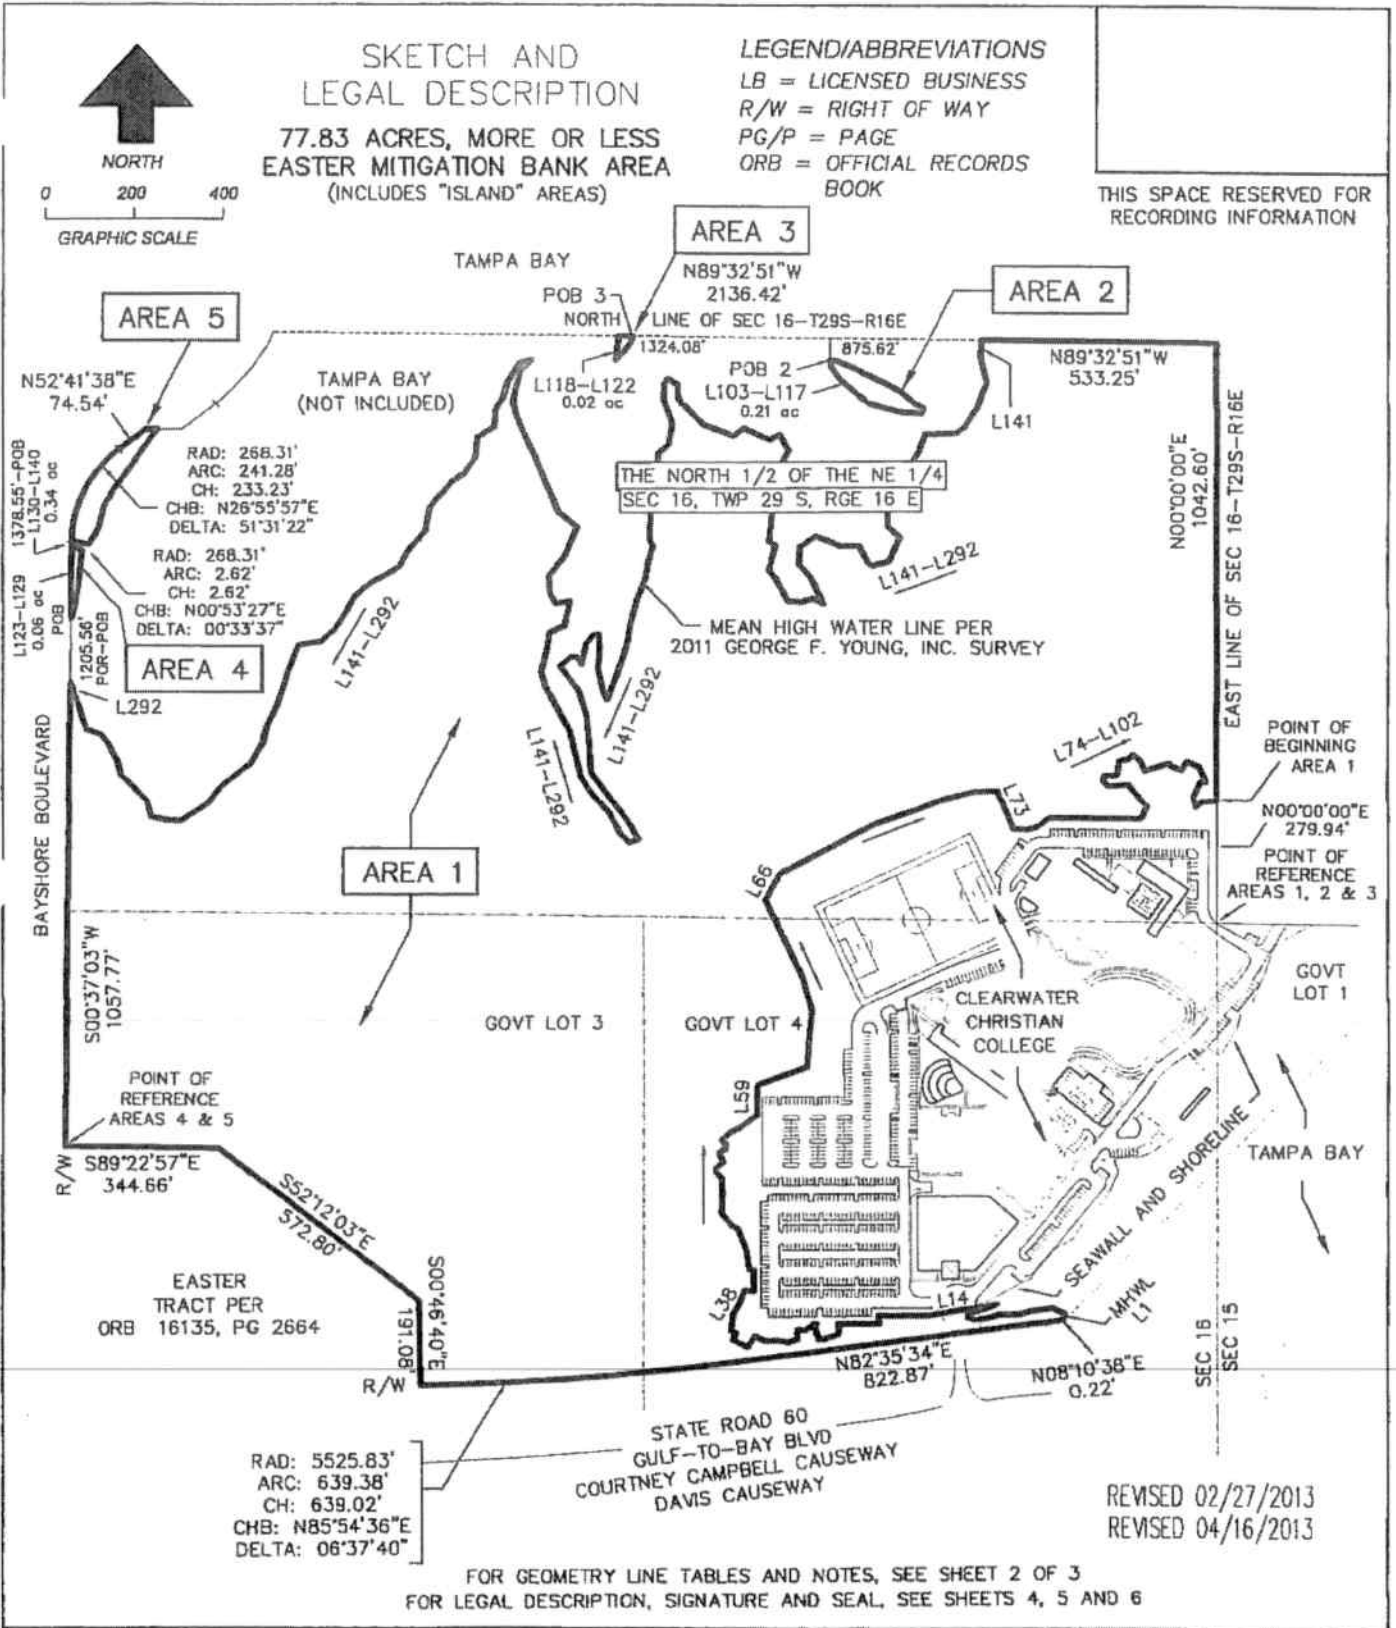 SKETCH AND
LEGAL DESCRIPTION
77.83 ACRES, MORE OR LESS
EASTER MITIGATION BANK AREA
(INCLUDES "ISLAND" AREAS)
NORTH
0 200 400
GRAPHIC SCALE
LEGEND/ABBREVIATIONS
LB = LICENSED BUSINESS
R/W = RIGHT OF WAY
PG/P = PAGE
ORB = OFFICIAL RECORDS
BOOK
THIS SPACE RESERVED FOR
RECORDING INFORMATION
TAMPA BAY
AREA 3
N89°32'51"W
2136.42'
POB 3
NORTH LINE OF SEC 16-T29S-R16E
1324.08'
875.62'
AREA 2
POB 2
L103-L117
0.21 ac
L118-L122
0.02 ac
N89°32'51"W
533.25'
L141
AREA 5
N52°41'38"E
74.54'
TAMPA BAY
(NOT INCLUDED)
RAD: 268.31'
ARC: 241.28'
CH: 233.23'
CHB: N26°55'57"E
DELTA: 51°31'22"
1378.55'-POB
L130-L140
0.34 ac
RAD: 268.31'
ARC: 2.62'
CH: 2.62'
CHB: N00°53'27"E
DELTA: 00°33'37"
L123-L129
0.06 ac
POB
1205.56'
POR-POB
AREA 4
L292
THE NORTH 1/2 OF THE NE 1/4
SEC 16, TWP 29 S, RGE 16 E
L141-L292
L141-L292
L141-L292
L141-L292
MEAN HIGH WATER LINE PER
2011 GEORGE F. YOUNG, INC. SURVEY
N00°00'00"E
1042.60'
EAST LINE OF SEC 16-T29S-R16E
L74-L102
POINT OF
BEGINNING
AREA 1
N00°00'00"E
279.94'
POINT OF
REFERENCE
AREAS 1, 2 & 3
L73
L66
BAYSHORE BOULEVARD
AREA 1
S00°37'03"W
1057.77'
GOVT LOT 3
GOVT LOT 4
GOVT
LOT 1
CLEARWATER
CHRISTIAN
COLLEGE
POINT OF
REFERENCE
AREAS 4 & 5
L59
R/W
S89°22'57"E
344.66'
S52°12'03"E
572.80'
TAMPA BAY
SEAWALL AND SHORELINE
EASTER
TRACT PER
ORB 16135, PG 2664
S00°46'40"E
191.08'
L38
L14
MHWL
L1
SEC 16
SEC 15
R/W
N82°35'34"E
822.87'
N08°10'38"E
0.22'
STATE ROAD 60
GULF-TO-BAY BLVD
COURTNEY CAMPBELL CAUSEWAY
DAVIS CAUSEWAY
RAD: 5525.83'
ARC: 639.38'
CH: 639.02'
CHB: N85°54'36"E
DELTA: 06°37'40"
REVISED 02/27/2013
REVISED 04/16/2013
FOR GEOMETRY LINE TABLES AND NOTES, SEE SHEET 2 OF 3
FOR LEGAL DESCRIPTION, SIGNATURE AND SEAL, SEE SHEETS 4, 5 AND 6